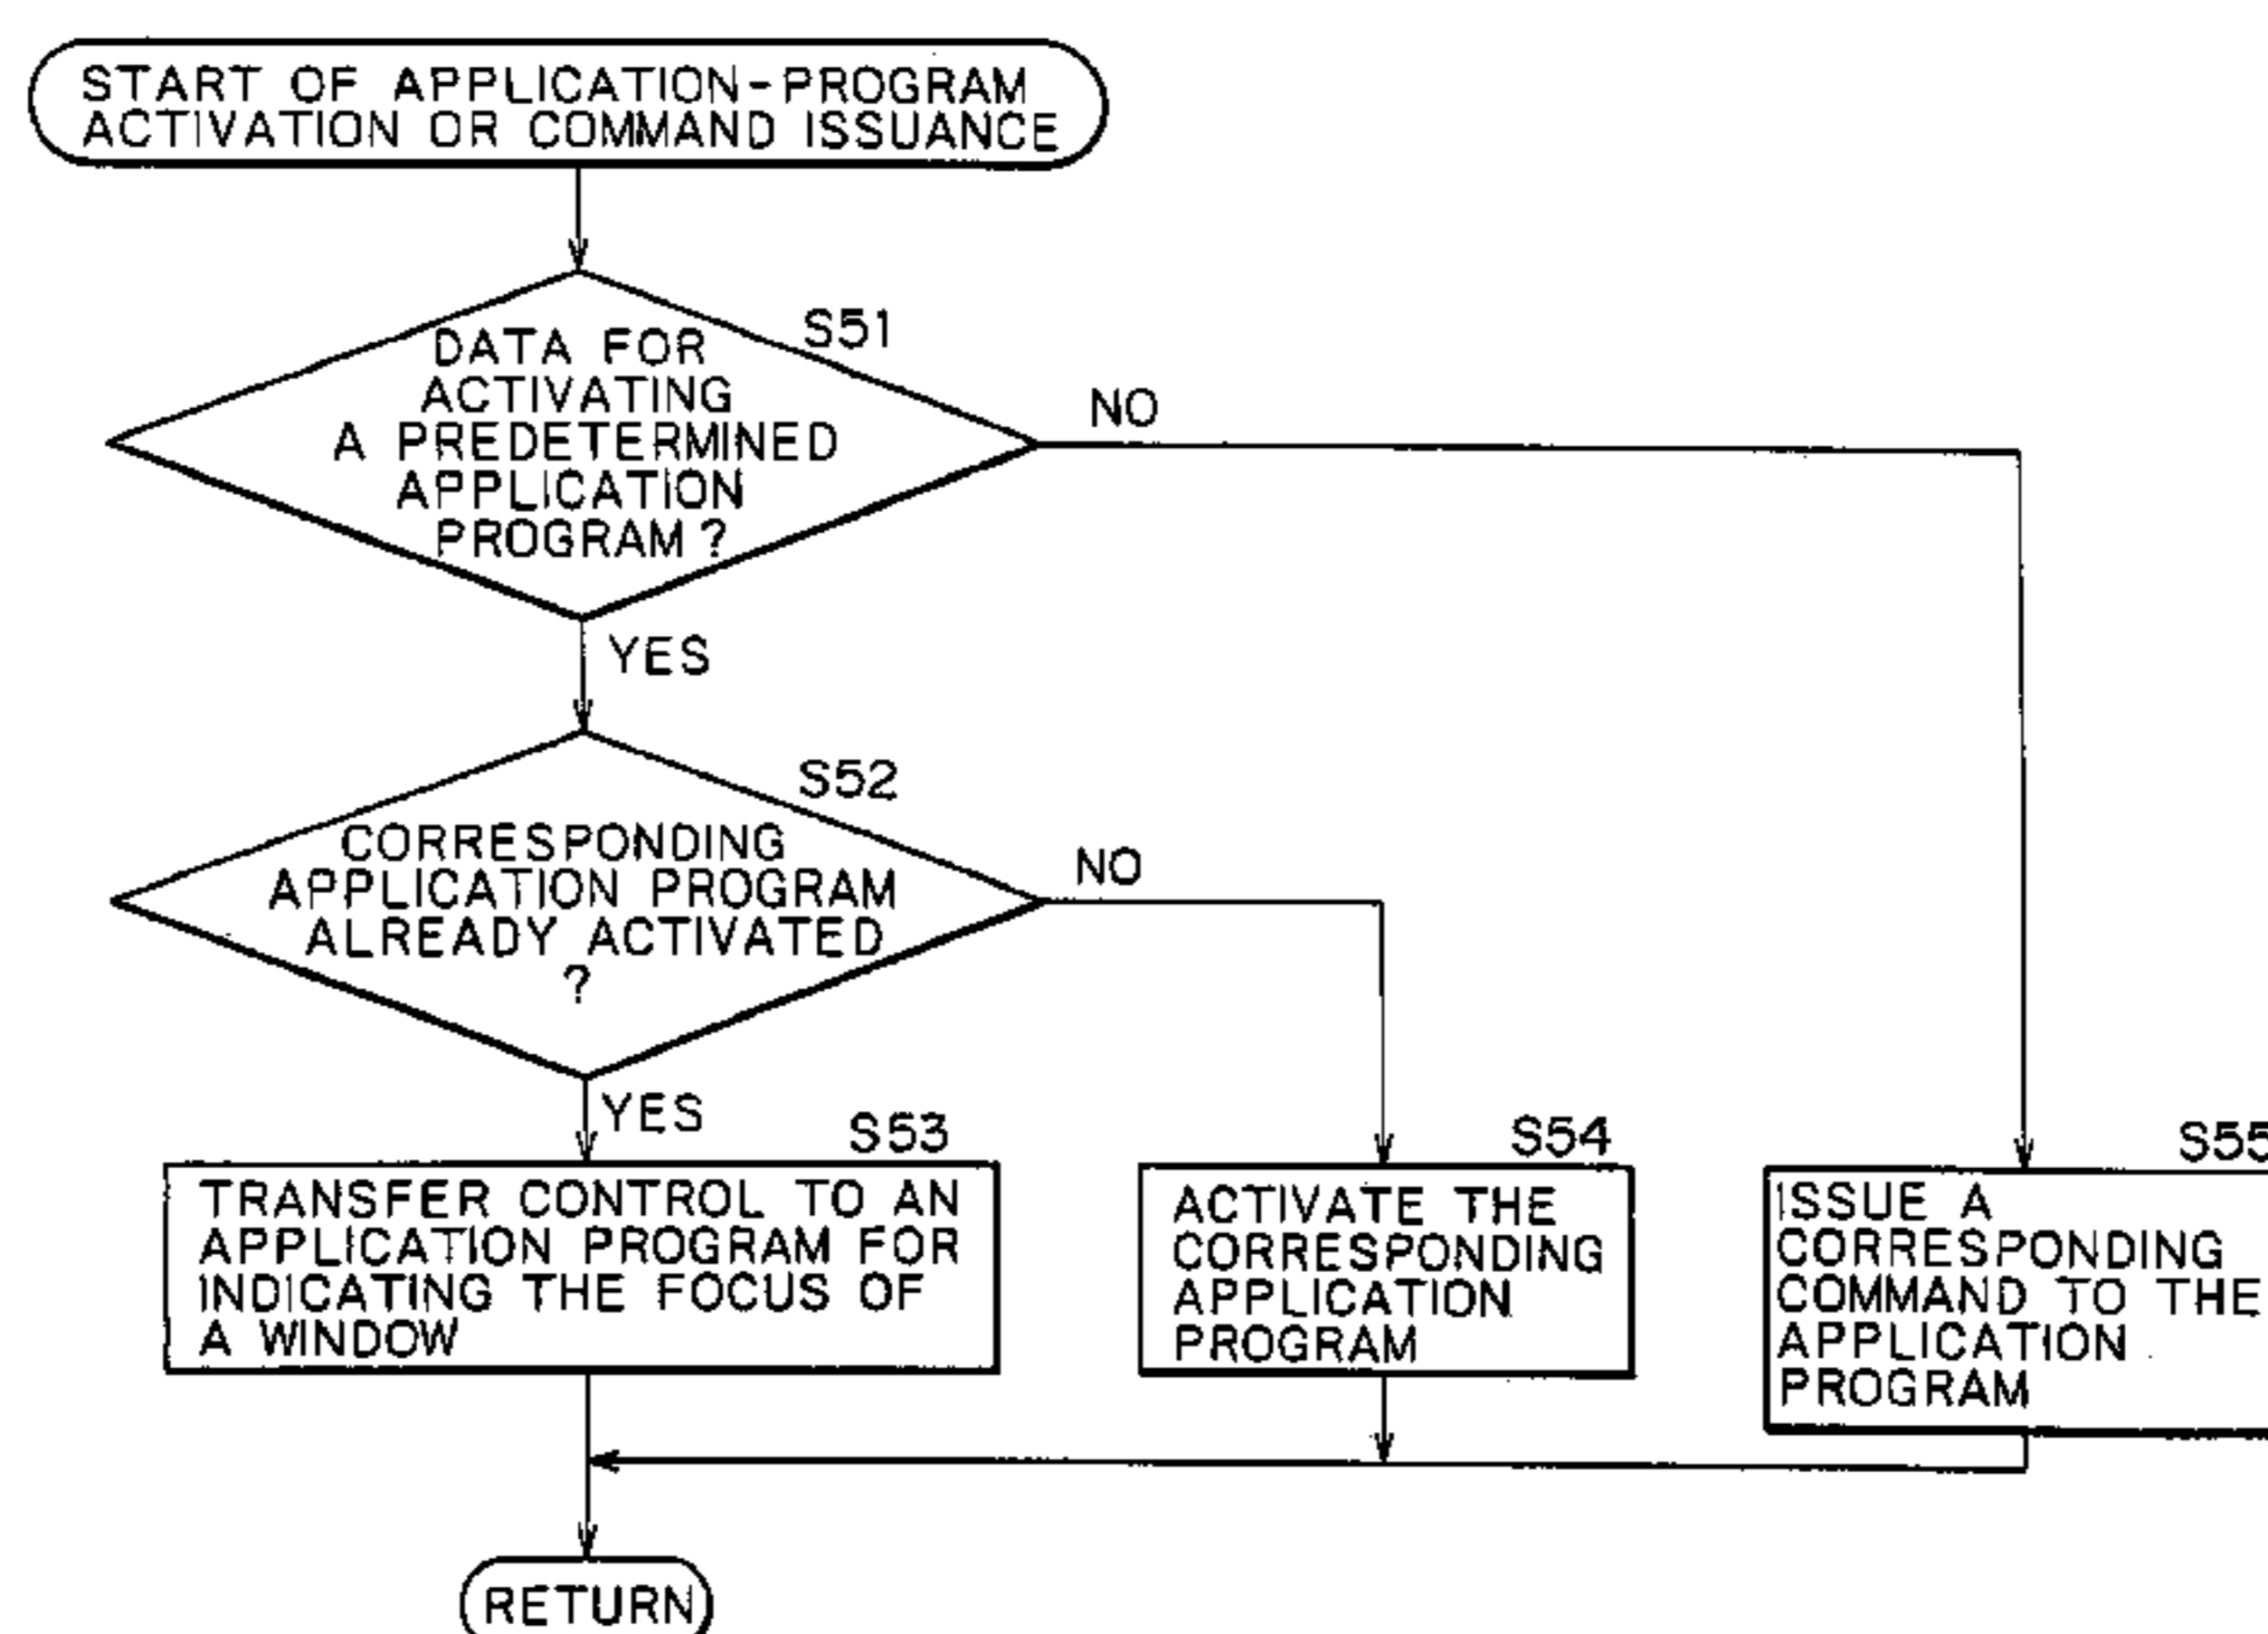 START OF APPLICATION-PROGRAM
ACTIVATION OR COMMAND ISSUANCE
S51
DATA FOR
ACTIVATING
A PREDETERMINED
APPLICATION
PROGRAM?
NO
YES
S52
CORRESPONDING
APPLICATION PROGRAM
ALREADY ACTIVATED
?
NO
YES
S53
TRANSFER CONTROL TO AN
APPLICATION PROGRAM FOR
INDICATING THE FOCUS OF
A WINDOW
S54
ACTIVATE THE
CORRESPONDING
APPLICATION
PROGRAM
S55
ISSUE A
CORRESPONDING
COMMAND TO THE
APPLICATION
PROGRAM
RETURN